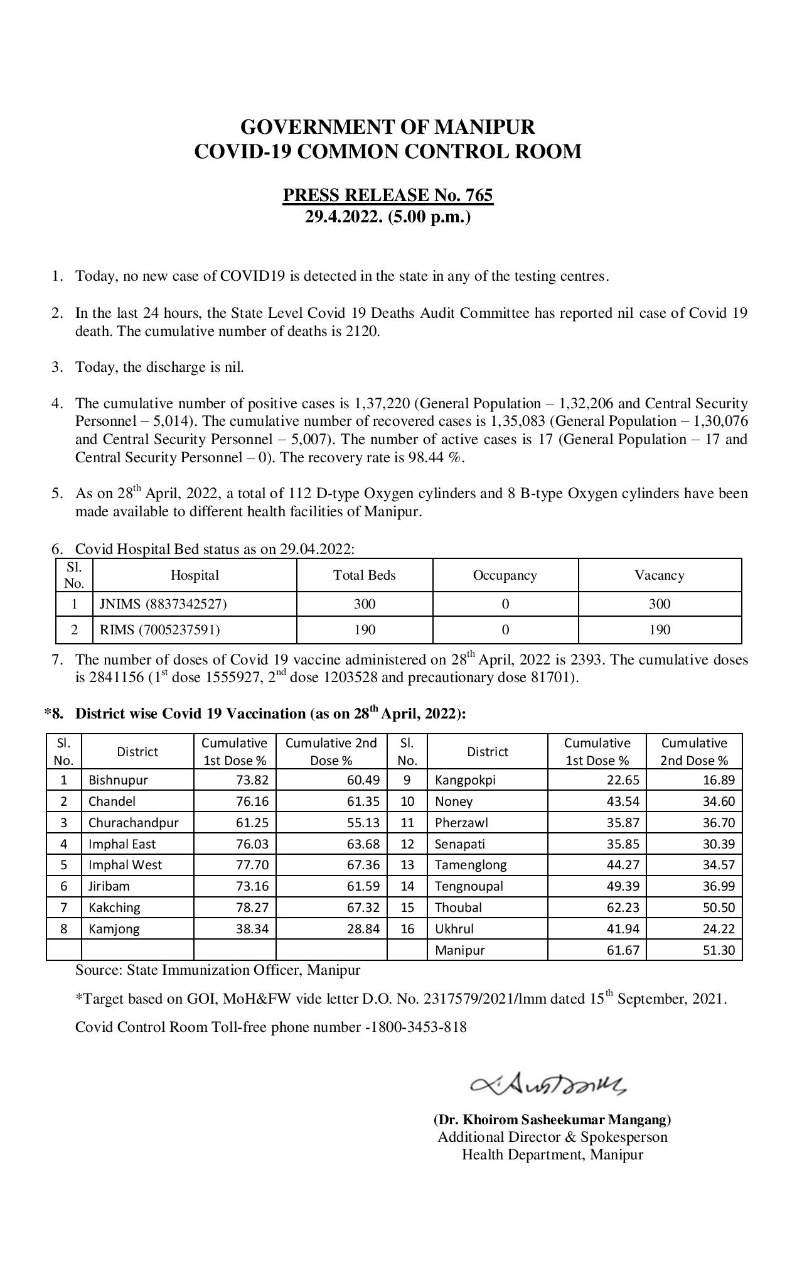 GOVERNMENT OF MANIPUR
COVID-19 COMMON CONTROL ROOM
PRESS RELEASE No. 765
29.4.2022. (5.00 p.m.)
1. Today, no new case of COVID19 is detected in the state in any of the testing centres.
2. In the last 24 hours, the State Level Covid 19 Deaths Audit Committee has reported nil case of Covid 19
death. The cumulative number of deaths is 2120.
3. Today, the discharge is nil.
4. The cumulative number of positive cases is 1,37,220 (General Population – 1,32,206 and Central Security
Personnel – 5,014). The cumulative number of recovered cases is 1,35,083 (General Population – 1,30,076
and Central Security Personnel – 5,007). The number of active cases is 17 (General Population – 17 and
Central Security Personnel – 0). The recovery rate is 98.44 %.
5. As on 28th April, 2022, a total of 112 D-type Oxygen cylinders and 8 B-type Oxygen cylinders have been
made available to different health facilities of Manipur.
6. Covid Hospital Bed status as on 29.04.2022:
Sl. No. Hospital Total Beds Occupancy Vacancy
1 JNIMS (8837342527) 300 0 300
2 RIMS (7005237591) 190 0 190
7. The number of doses of Covid 19 vaccine administered on 28th April, 2022 is 2393. The cumulative doses
is 2841156 (1st dose 1555927, 2nd dose 1203528 and precautionary dose 81701).
*8. District wise Covid 19 Vaccination (as on 28th April, 2022):
Sl. No. District Cumulative 1st Dose % Cumulative 2nd Dose % Sl. No. District Cumulative 1st Dose % Cumulative 2nd Dose %
1 Bishnupur 73.82 60.49 9 Kangpokpi 22.65 16.89
2 Chandel 76.16 61.35 10 Noney 43.54 34.60
3 Churachandpur 61.25 55.13 11 Pherzawl 35.87 36.70
4 Imphal East 76.03 63.68 12 Senapati 35.85 30.39
5 Imphal West 77.70 67.36 13 Tamenglong 44.27 34.57
6 Jiribam 73.16 61.59 14 Tengnoupal 49.39 36.99
7 Kakching 78.27 67.32 15 Thoubal 62.23 50.50
8 Kamjong 38.34 28.84 16 Ukhrul 41.94 24.22
Manipur 61.67 51.30
Source: State Immunization Officer, Manipur
*Target based on GOI, MoH&FW vide letter D.O. No. 2317579/2021/Imm dated 15th September, 2021.
Covid Control Room Toll-free phone number -1800-3453-818
(Dr. Khoirom Sasheekumar Mangang)
Additional Director & Spokesperson
Health Department, Manipur